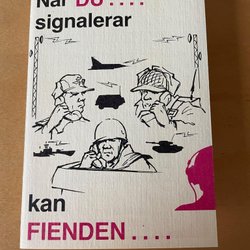 När DU....
signalerar
kan
FIENDEN....